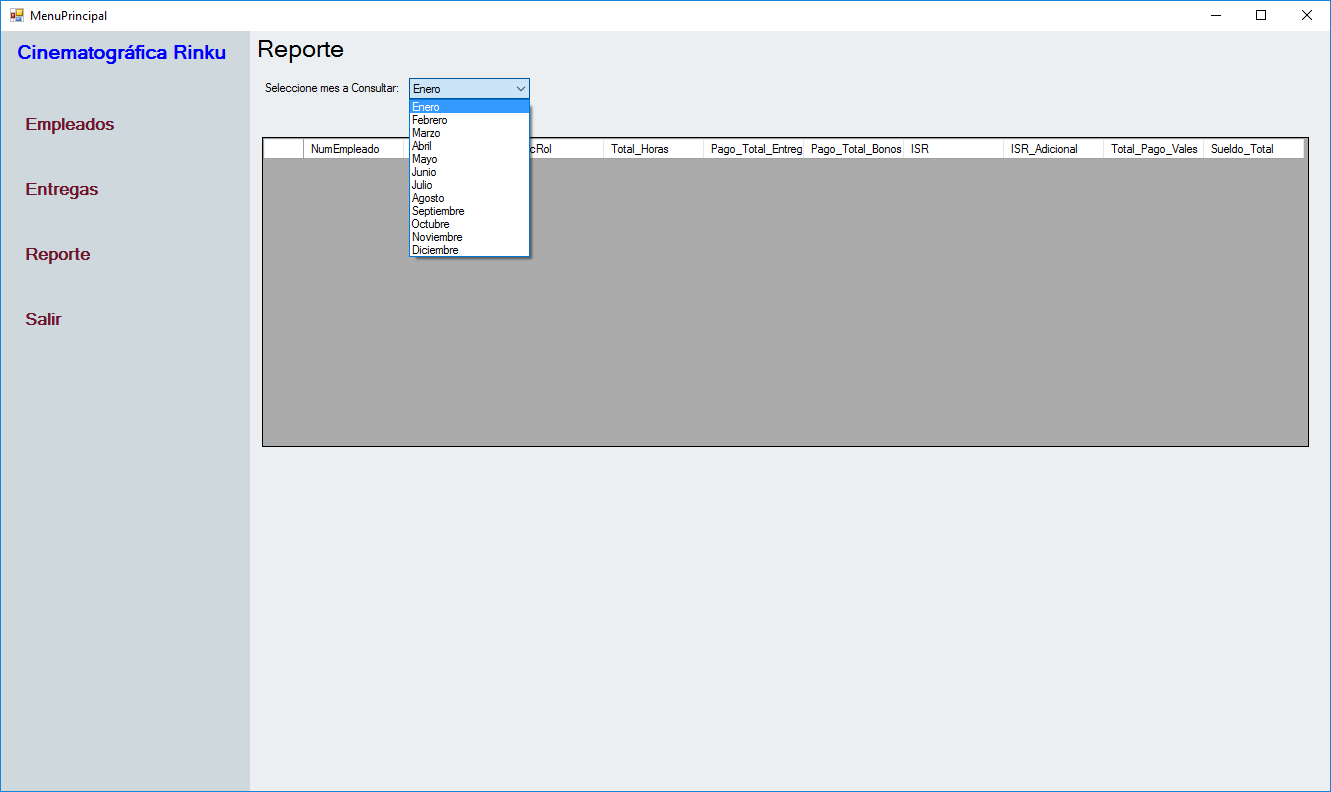 MenuPrincipal
Cinematográfica Rinku
Empleados
Entregas
Reporte
Salir
Reporte
Seleccione mes a Consultar: Enero
Enero
Febrero
Marzo
Abril
Mayo
Junio
Julio
Agosto
Septiembre
Octubre
Noviembre
Diciembre
NumEmpleado cRol Total_Horas Pago_Total_Entreg Pago_Total_Bonos ISR ISR_Adicional Total_Pago_Vales Sueldo_Total